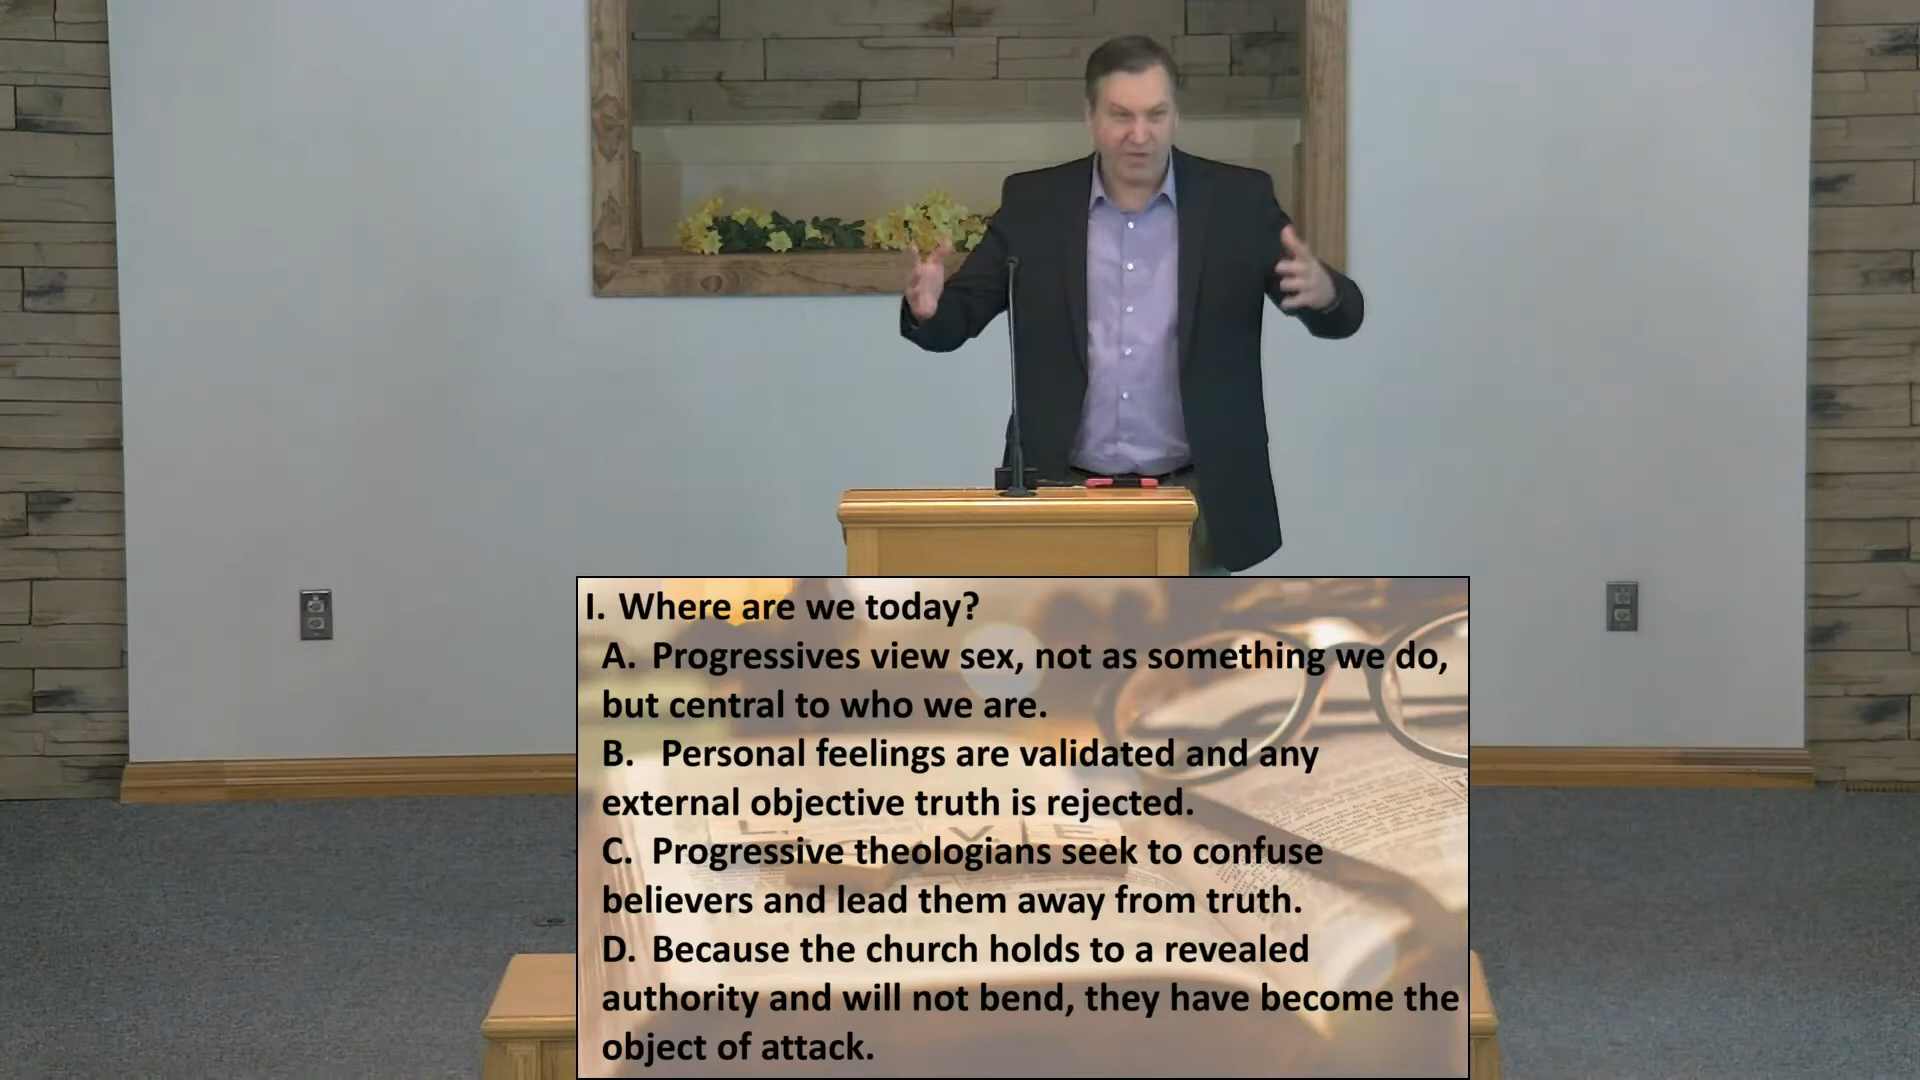 I. Where are we today?
A. Progressives view sex, not as something we do,
but central to who we are.
B. Personal feelings are validated and any
external objective truth is rejected.
C. Progressive theologians seek to confuse
believers and lead them away from truth.
D. Because the church holds to a revealed
authority and will not bend, they have become the
object of attack.